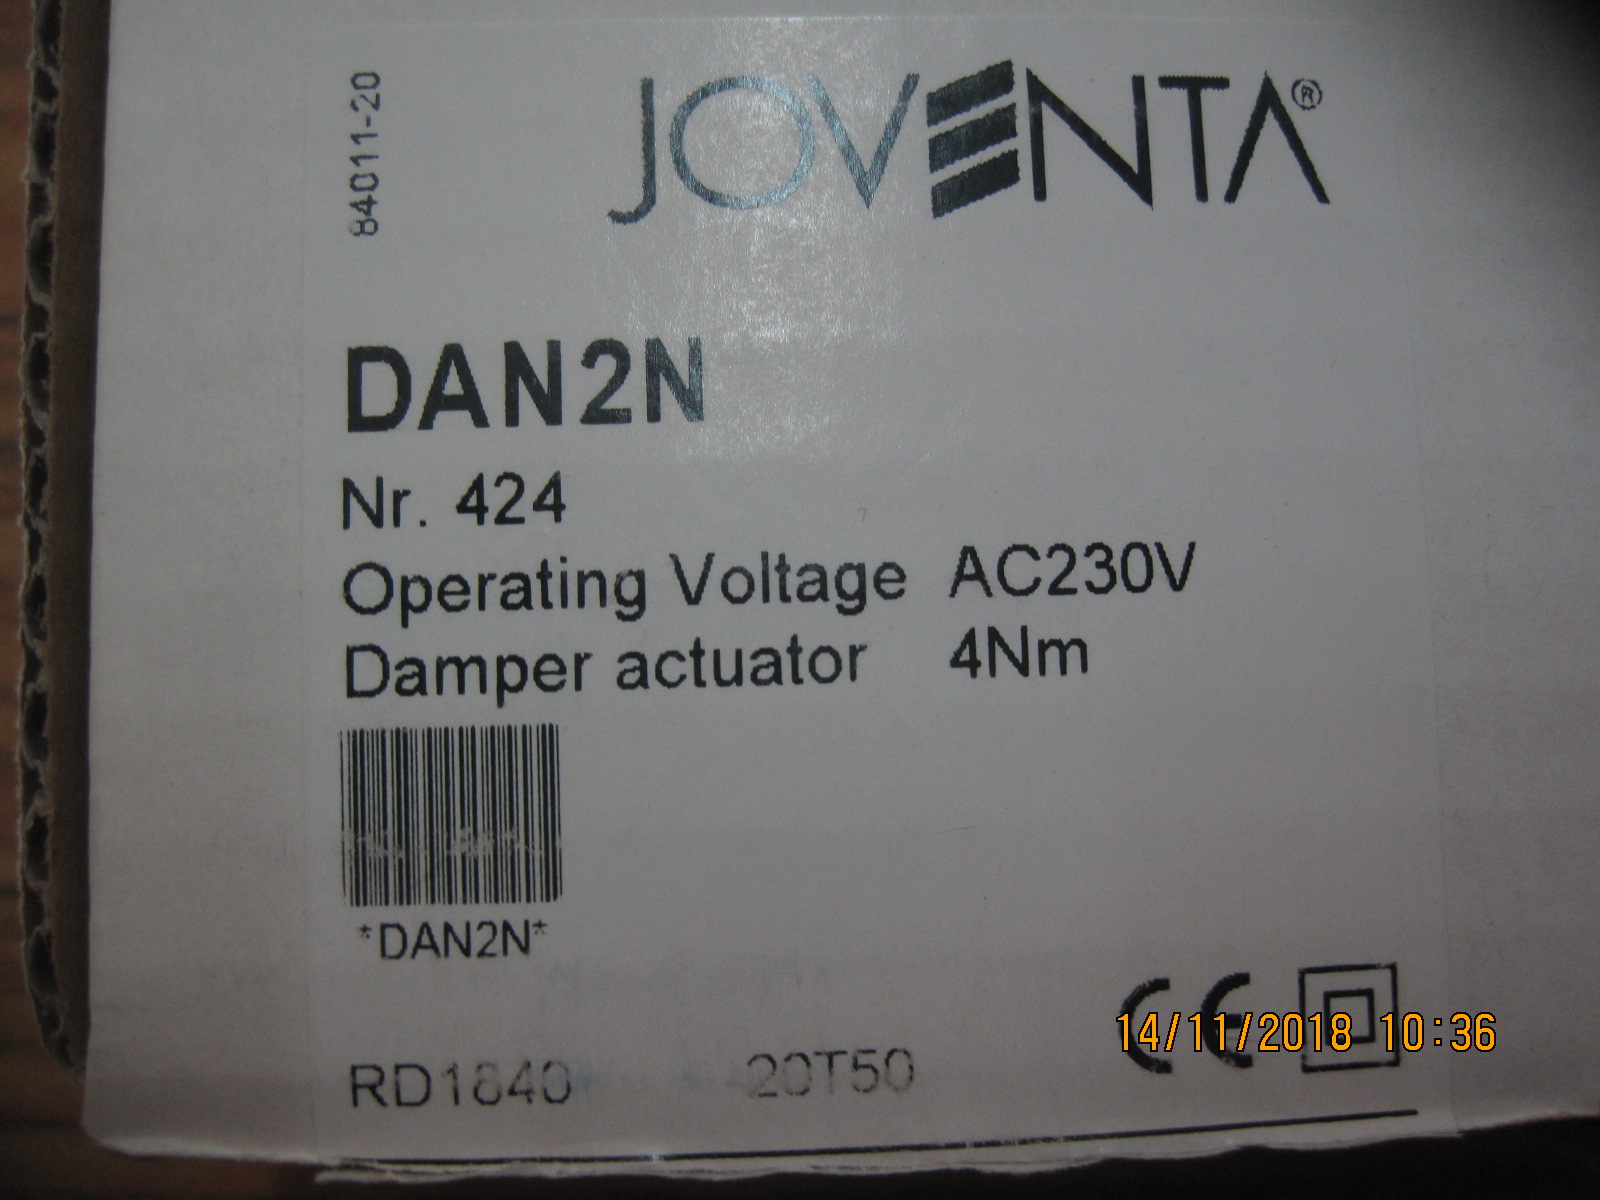 84011-20
JOVENTA®
DAN2N
Nr. 424
Operating Voltage AC230V
Damper actuator 4Nm
*DAN2N*
CE
14/11/2018 10:36
RD1840 20T50